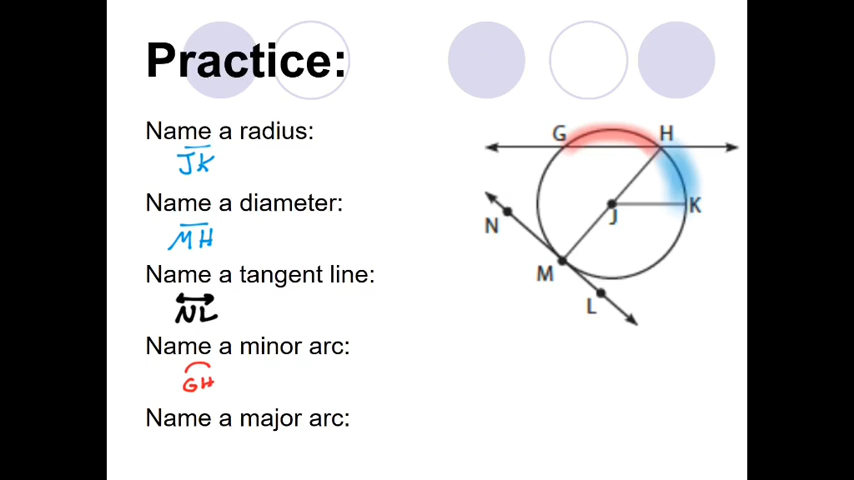 Practice:
Name a radius:
JK
Name a diameter:
MH
Name a tangent line:
NL
Name a minor arc:
GH
Name a major arc:
G H
J K
N
M
L